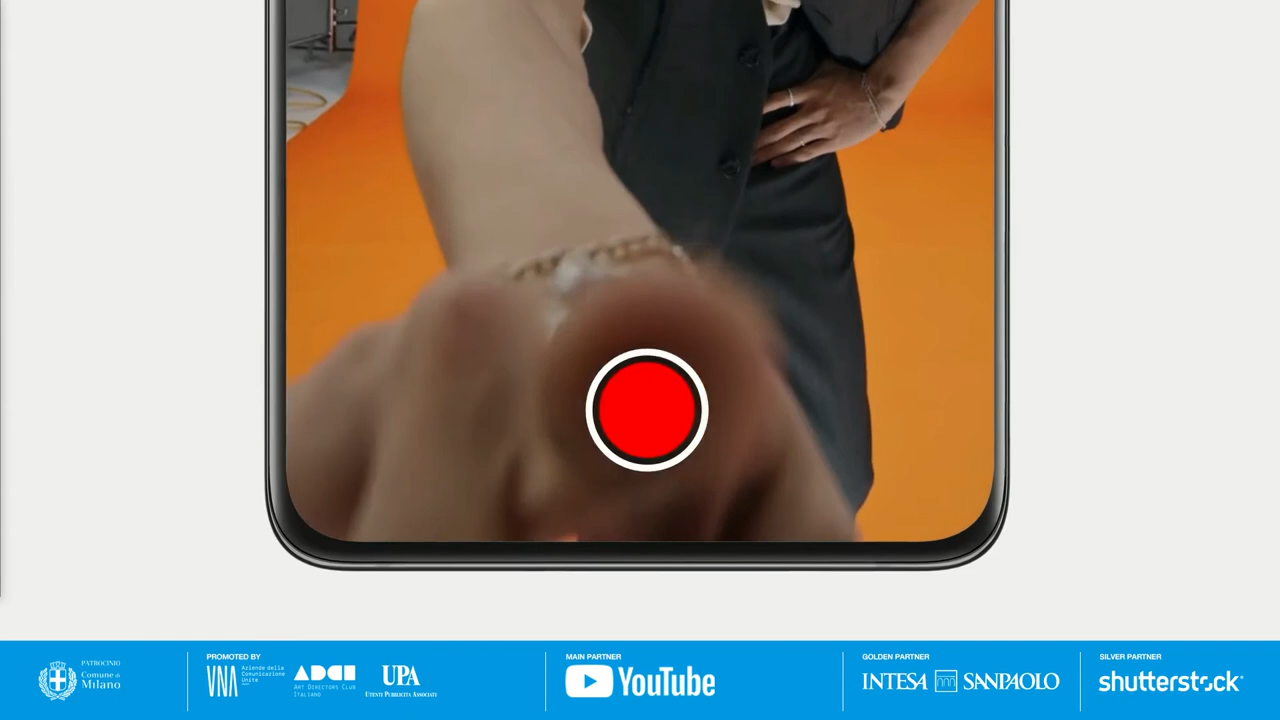 PATROCINIO
Comune di
Milano
PROMOTED BY
VNA
Aziende della
Comunicazione
Unite
ADCI
ART DIRECTORS CLUB
ITALIANO
UPA
UTENTI PUBBLICITÀ ASSOCIATI
MAIN PARTNER
YouTube
GOLDEN PARTNER
INTESA SANPAOLO
SILVER PARTNER
shutterstock